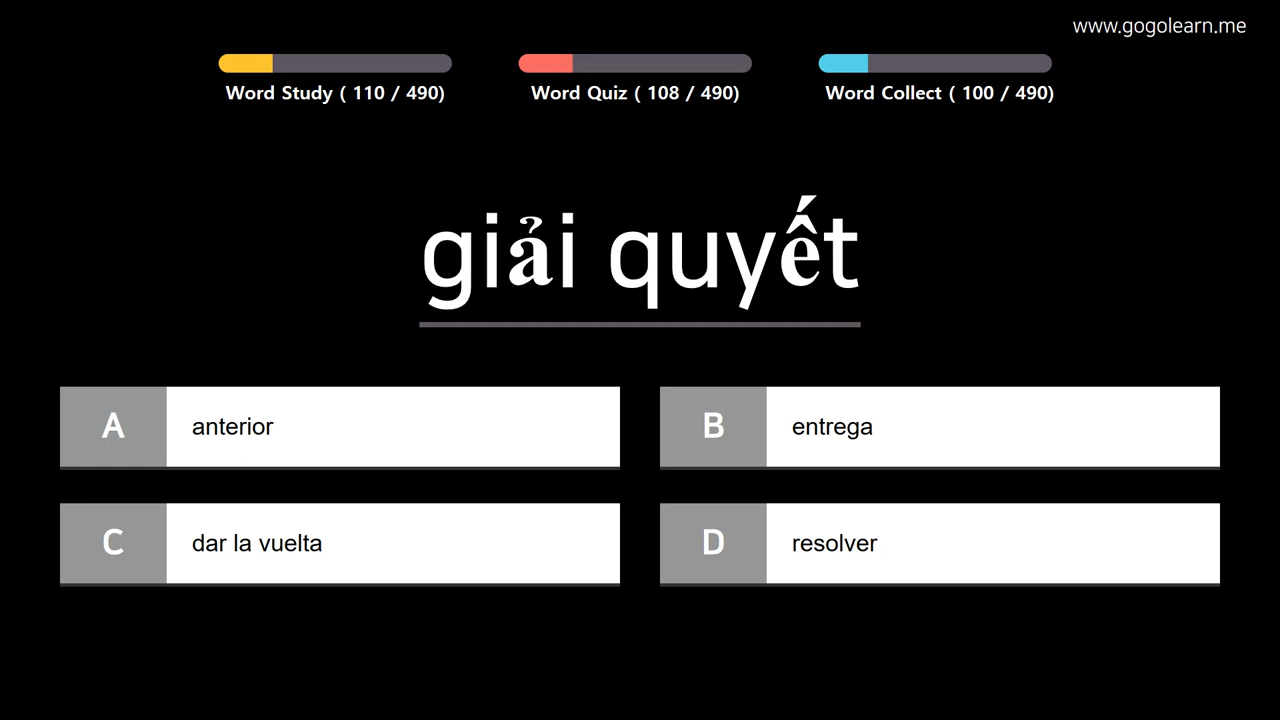 www.gogolearn.me
Word Study ( 110 / 490)
Word Quiz ( 108 / 490)
Word Collect ( 100 / 490)
giải quyết
A anterior
B entrega
C dar la vuelta
D resolver